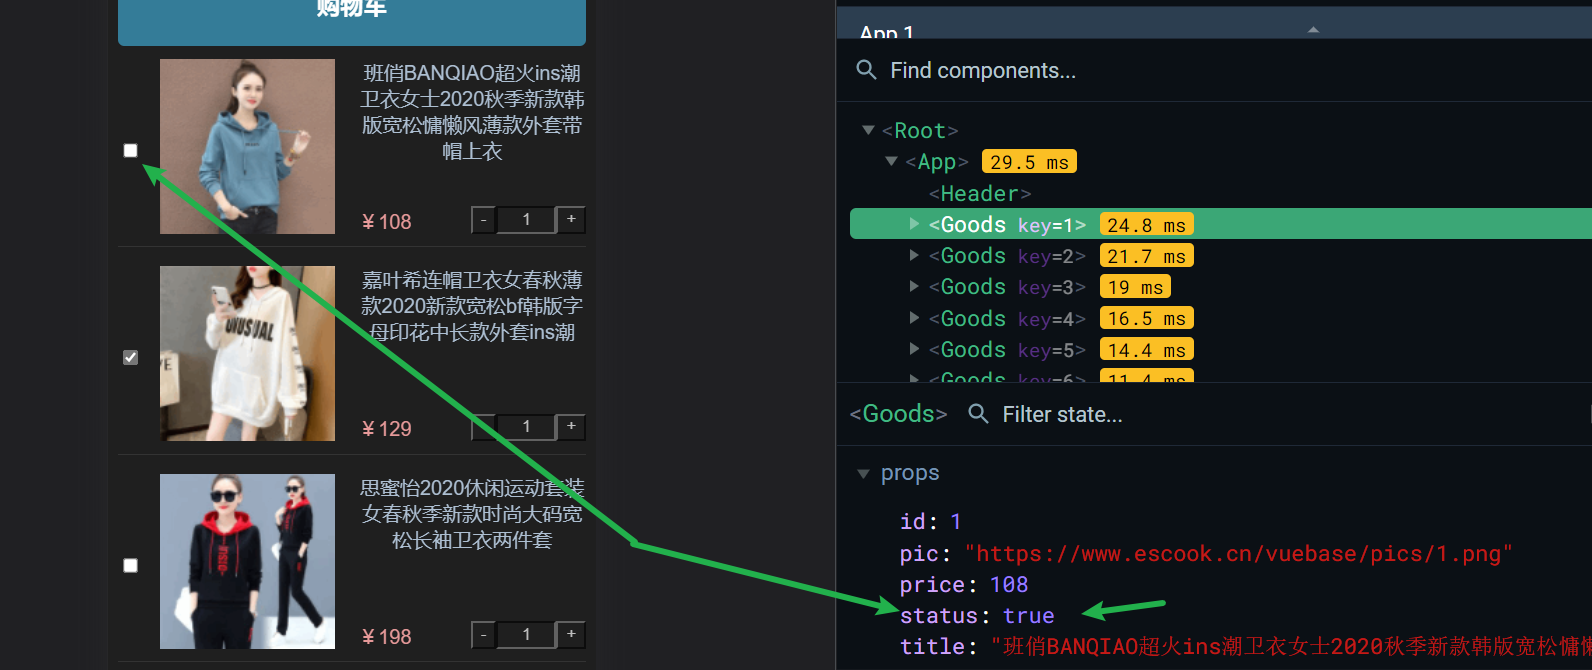 购物车
班俏BANQIAO超火ins潮
卫衣女士2020秋季新款韩
版宽松慵懒风薄款外套带
帽上衣
¥108
- 1 +
嘉叶希连帽卫衣女春秋薄
款2020新款宽松bf韩版字
母印花中长款外套ins潮
UNUSUAL
¥129
- 1 +
思蜜怡2020休闲运动套装
女春秋季新款时尚大码宽
松长袖卫衣两件套
¥198
- 1 +
App 1
Find components...
<Root>
<App> 29.5 ms
<Header>
<Goods key=1> 24.8 ms
<Goods key=2> 21.7 ms
<Goods key=3> 19 ms
<Goods key=4> 16.5 ms
<Goods key=5> 14.4 ms
<Goods key=6> 11.4 ms
<Goods> Filter state...
props
id: 1
pic: "https://www.escook.cn/vuebase/pics/1.png"
price: 108
status: true
title: "班俏BANQIAO超火ins潮卫衣女士2020秋季新款韩版宽松慵懒